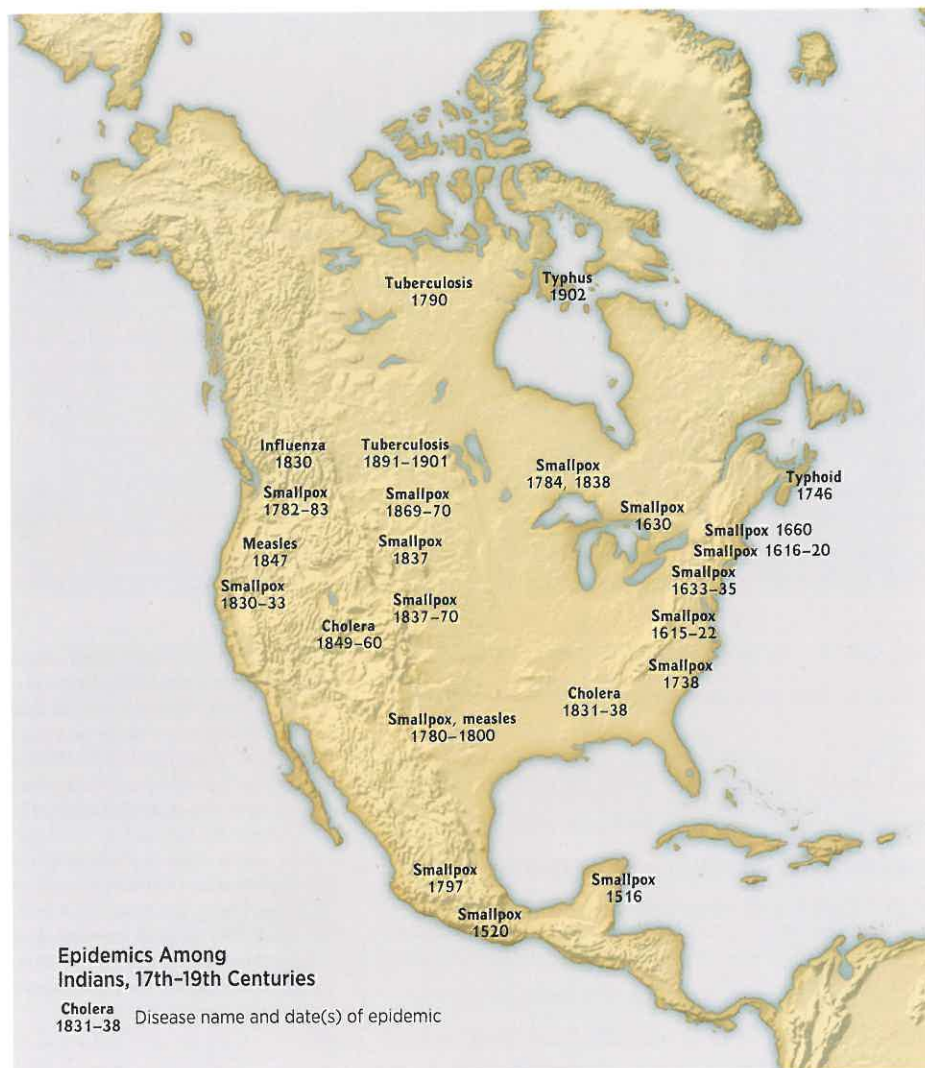 Tuberculosis
1790
Typhus
1902
Influenza
1830
Tuberculosis
1891–1901
Smallpox
1784, 1838
Typhoid
1746
Smallpox
1782–83
Smallpox
1869–70
Smallpox
1630
Smallpox 1660
Measles
1847
Smallpox
1837
Smallpox 1616–20
Smallpox
1633–35
Smallpox
1830–33
Smallpox
1837–70
Cholera
1849–60
Smallpox
1615–22
Smallpox
1738
Cholera
1831–38
Smallpox, measles
1780–1800
Smallpox
1797
Smallpox
1516
Smallpox
1520
Epidemics Among
Indians, 17th–19th Centuries
Cholera
1831–38
Disease name and date(s) of epidemic